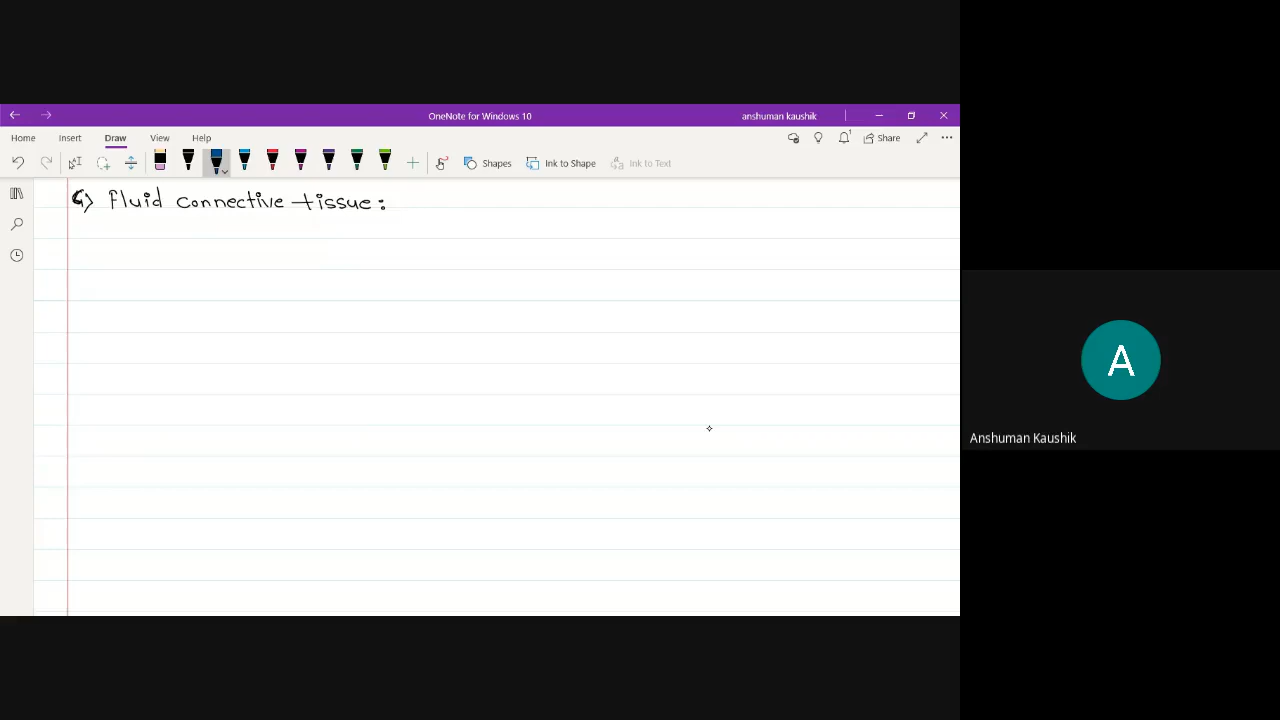 OneNote for Windows 10
anshuman kaushik
Home Insert Draw View Help
Share
Shapes Ink to Shape Ink to Text
Fluid connective tissue:
A
Anshuman Kaushik